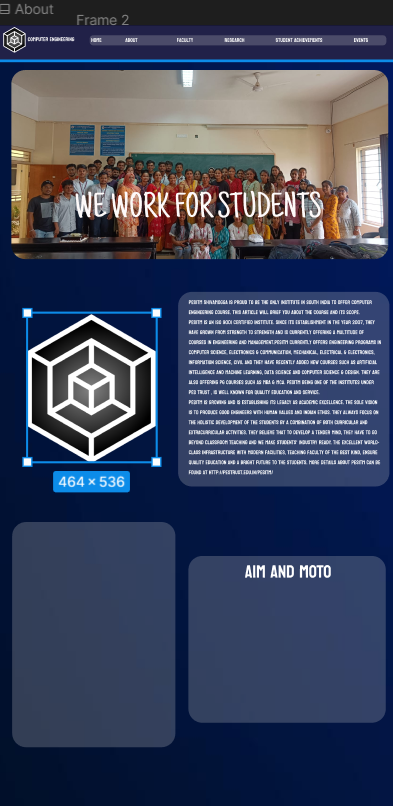 About
Frame 2
COMPUTER ENGINEERING
HOME ABOUT FACULTY RESEARCH STUDENT ACHIEVEMENTS EVENTS
WE WORK FOR STUDENTS
PESITM SHIVAMOGGA IS PROUD TO BE THE ONLY INSTITUTE IN SOUTH INDIA TO OFFER COMPUTER
ENGINEERING COURSE. THIS ARTICLE WILL BRIEF YOU ABOUT THE COURSE AND ITS SCOPE.
PESITM IS AN ISO 9001 CERTIFIED INSTITUTE. SINCE ITS ESTABLISHMENT IN THE YEAR 2007, THEY
HAVE GROWN FROM STRENGTH TO STRENGTH AND IS CURRENTLY OFFERING A MULTITUDE OF
COURSES IN ENGINEERING AND MANAGEMENT.PESITM CURRENTLY OFFERS ENGINEERING PROGRAMS IN
COMPUTER SCIENCE, ELECTRONICS & COMMUNICATION, MECHANICAL, ELECTRICAL & ELECTRONICS,
INFORMATION SCIENCE, CIVIL AND THEY HAVE RECENTLY ADDED NEW COURSES SUCH AS ARTIFICIAL
INTELLIGENCE AND MACHINE LEARNING, DATA SCIENCE AND COMPUTER SCIENCE & DESIGN. THEY ARE
ALSO OFFERING PG COURSES SUCH AS MBA & MCA. PESITM BEING ONE OF THE INSTITUTES UNDER
PES TRUST , IS WELL KNOWN FOR QUALITY EDUCATION AND SERVICES.
PESITM IS GROWING AND IS ESTABLISHING ITS LEGACY AS ACADEMIC EXCELLENCE. THE SOLE VISION
IS TO PRODUCE GOOD ENGINEERS WITH HUMAN VALUES AND INDIAN ETHOS. THEY ALWAYS FOCUS ON
THE HOLISTIC DEVELOPMENT OF THE STUDENTS BY A COMBINATION OF BOTH CURRICULAR AND
EXTRACURRICULAR ACTIVITIES. THEY BELIEVE THAT TO DEVELOP A TENDER MIND, THEY HAVE TO GO
BEYOND CLASSROOM TEACHING AND WE MAKE STUDENTS' INDUSTRY READY. THE EXCELLENT WORLD-
CLASS INFRASTRUCTURE WITH MODERN FACILITIES, TEACHING FACULTY OF THE BEST KIND, ENSURE
QUALITY EDUCATION AND A BRIGHT FUTURE TO THE STUDENTS. MORE DETAILS ABOUT PESITM CAN BE
FOUND AT HTTP://PESTRUST.EDU.IN/PESITM/
464 × 536
AIM AND MOTO